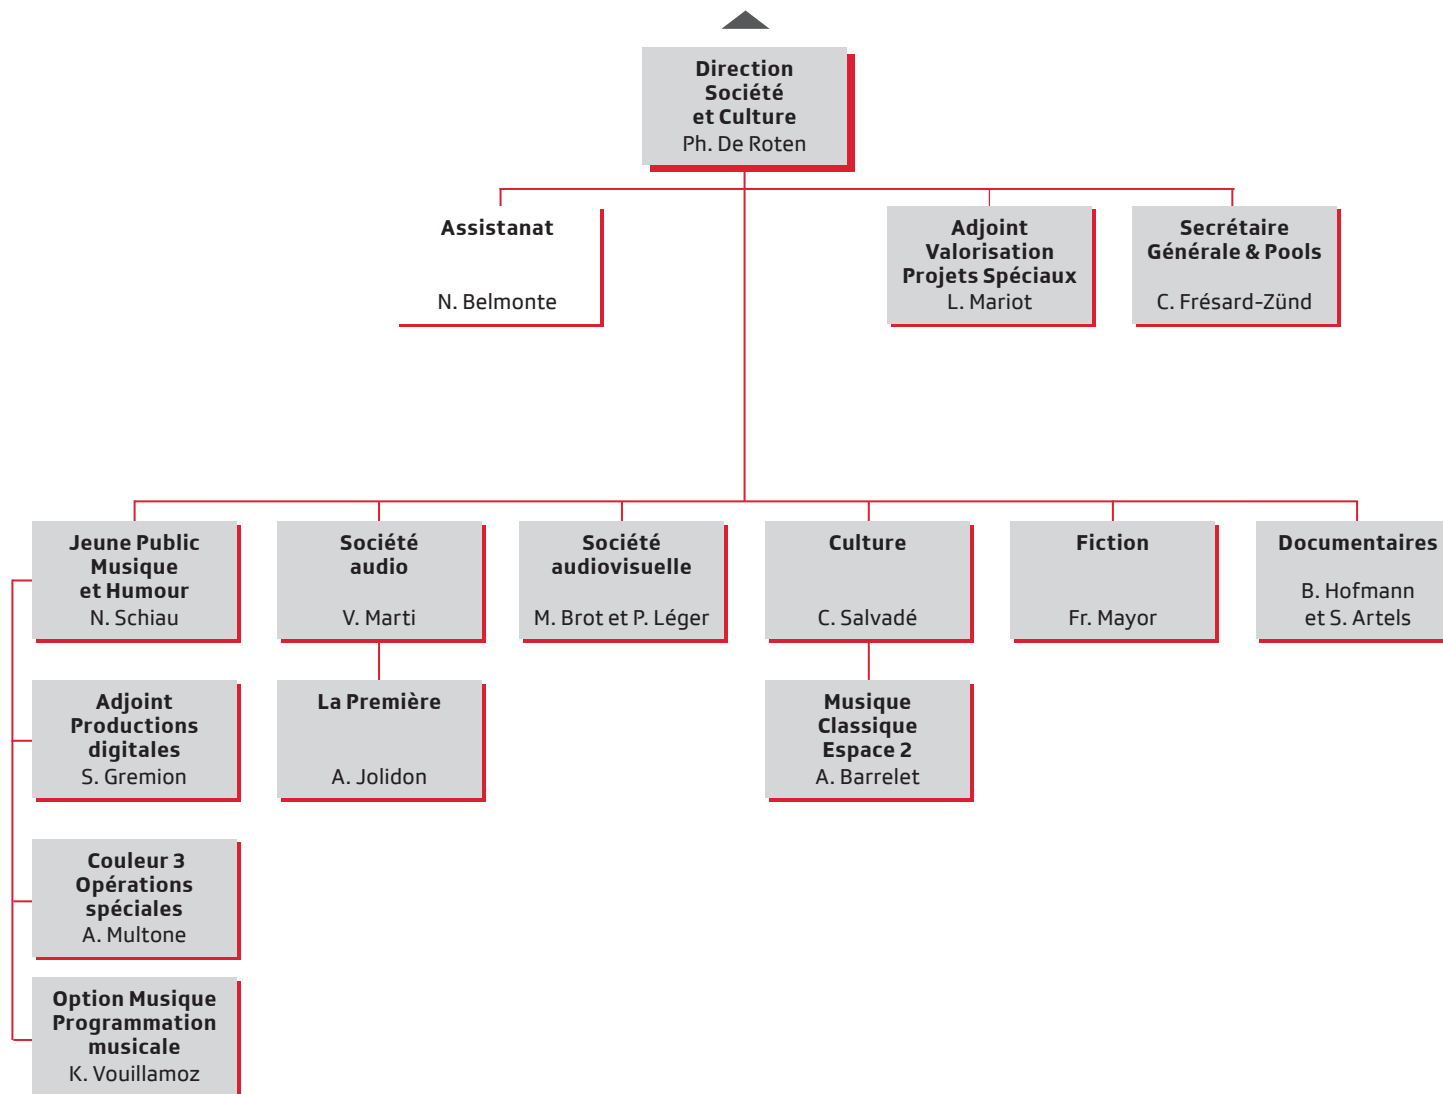 Direction
Société
et Culture
Ph. De Roten
Assistanat
N. Belmonte
Adjoint
Valorisation
Projets Spéciaux
L. Mariot
Secrétaire
Générale & Pools
C. Frésard-Zünd
Jeune Public
Musique
et Humour
N. Schiau
Société
audio
V. Marti
Société
audiovisuelle
M. Brot et P. Léger
Culture
C. Salvadé
Fiction
Fr. Mayor
Documentaires
B. Hofmann
et S. Artels
Adjoint
Productions
digitales
S. Gremion
La Première
A. Jolidon
Musique
Classique
Espace 2
A. Barrelet
Couleur 3
Opérations
spéciales
A. Multone
Option Musique
Programmation
musicale
K. Vouillamoz